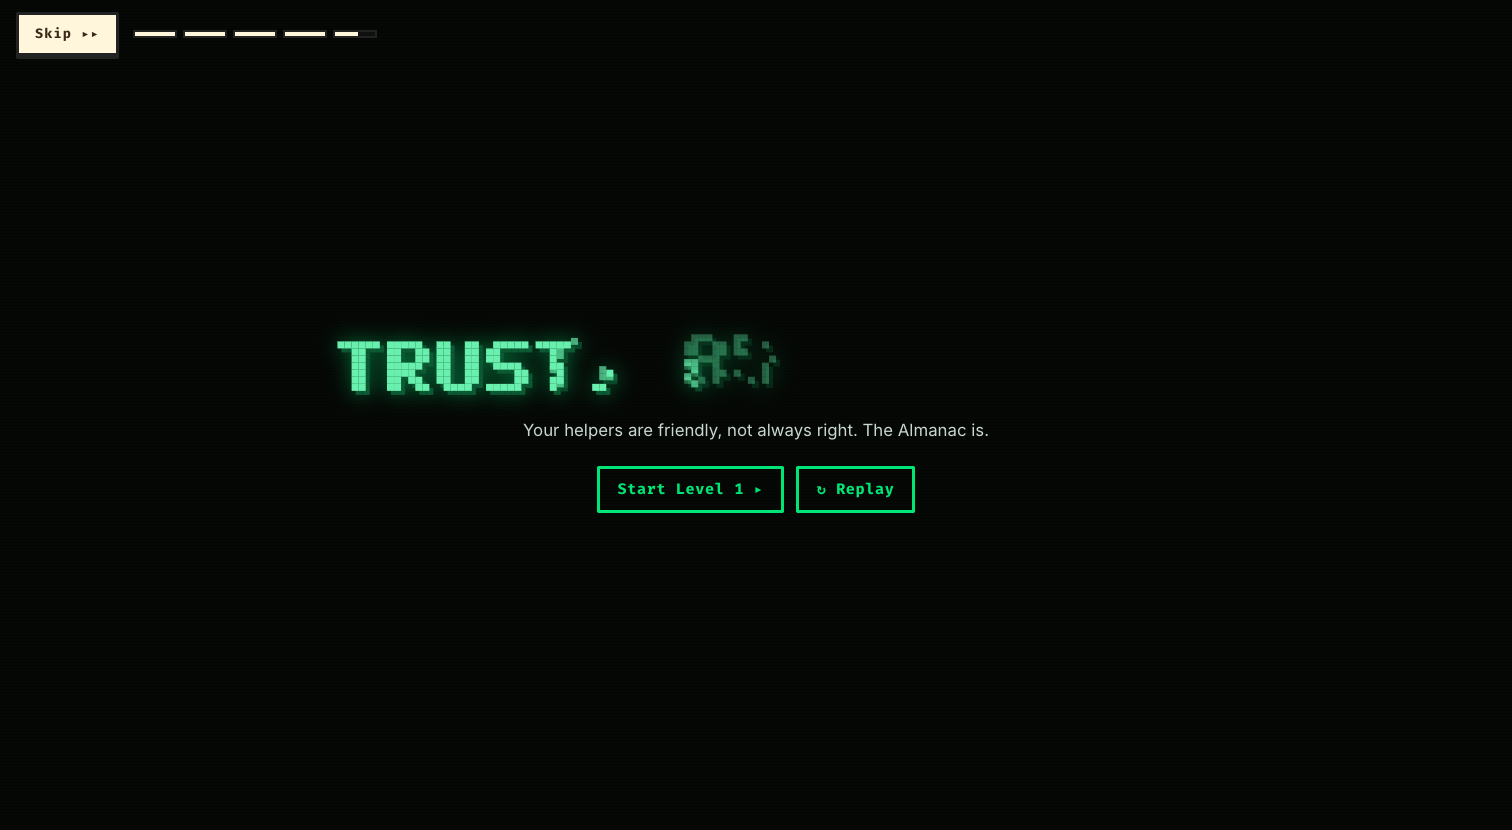 Skip ▸▸
TRUST,
Your helpers are friendly, not always right. The Almanac is.
Start Level 1 ▸
↻ Replay